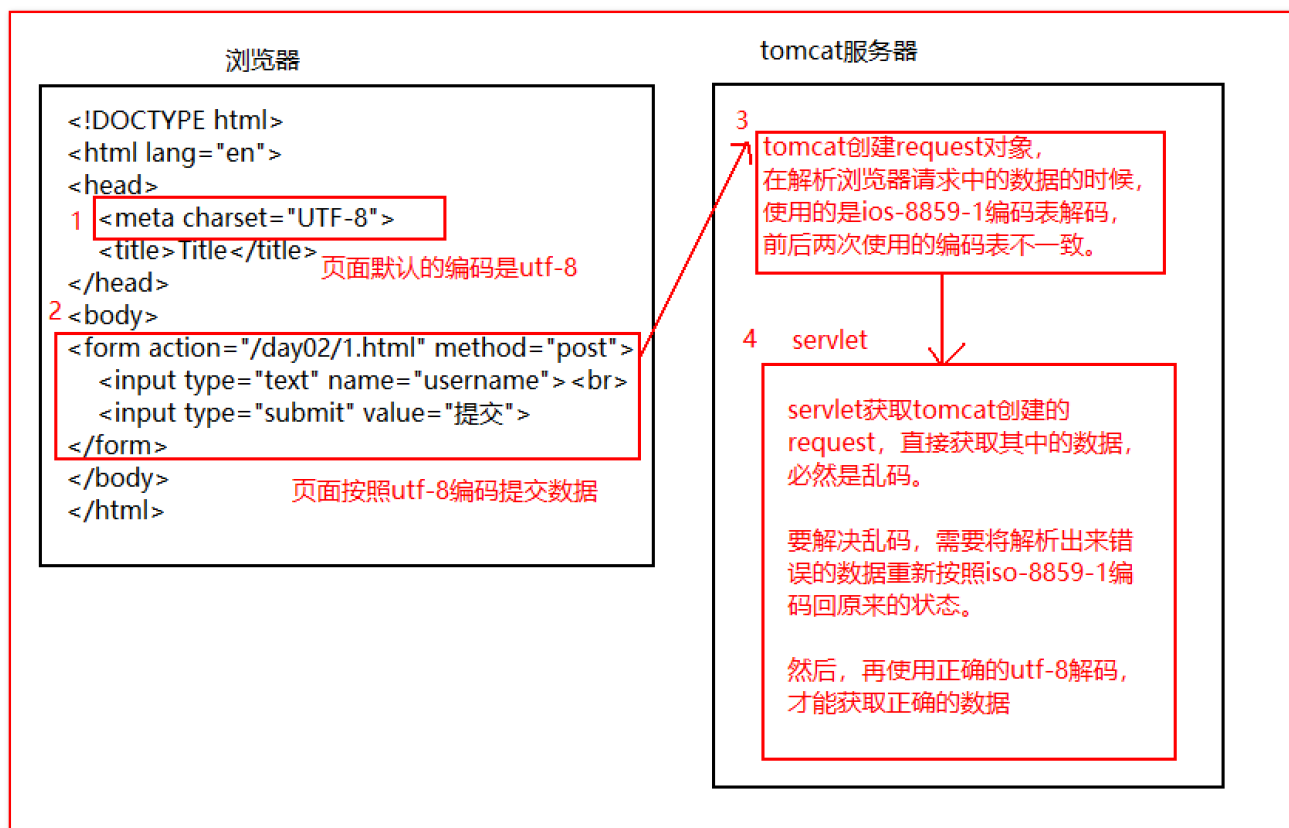 浏览器
<!DOCTYPE html>
<html lang="en">
<head>
1
<meta charset="UTF-8">
<title>Title</title>
页面默认的编码是utf-8
</head>
2
<body>
<form action="/day02/1.html" method="post">
<input type="text" name="username"><br>
<input type="submit" value="提交">
</form>
</body>
页面按照utf-8编码提交数据
</html>
tomcat服务器
3
tomcat创建request对象，
在解析浏览器请求中的数据的时候，
使用的是ios-8859-1编码表解码，
前后两次使用的编码表不一致。
4
servlet
servlet获取tomcat创建的
request，直接获取其中的数据，
必然是乱码。
要解决乱码，需要将解析出来错
误的数据重新按照iso-8859-1编
码回原来的状态。
然后，再使用正确的utf-8解码，
才能获取正确的数据